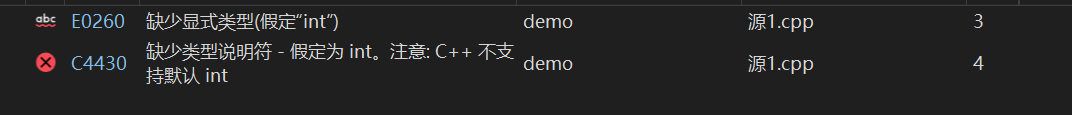 abc E0260 缺少显式类型(假定“int”) demo 源1.cpp 3
C4430 缺少类型说明符 - 假定为 int。注意: C++ 不支 demo 源1.cpp 4
持默认 int